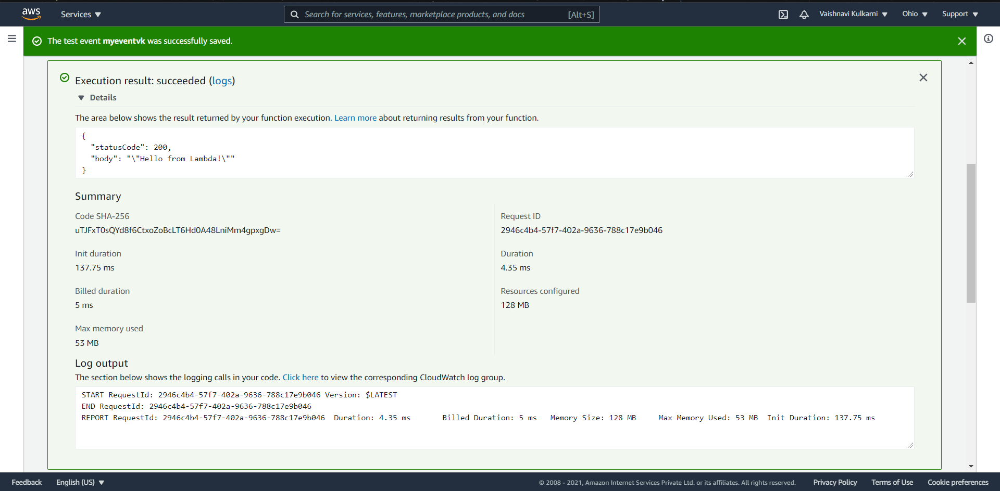 aws Services Search for services, features, marketplace products, and docs [Alt+S] Vaishnavi Kulkarni Ohio Support
The test event myeventvk was successfully saved.
Execution result: succeeded (logs)
Details
The area below shows the result returned by your function execution. Learn more about returning results from your function.
{
  "statusCode": 200,
  "body": "\"Hello from Lambda!\""
}
Summary
Code SHA-256 Request ID
uTJFxT0sQYd8f6CtxoZoBcLT6Hd0A48LniMm4gpxgDw= 2946c4b4-57f7-402a-9636-788c17e9b046
Init duration Duration
137.75 ms 4.35 ms
Billed duration Resources configured
5 ms 128 MB
Max memory used
53 MB
Log output
The section below shows the logging calls in your code. Click here to view the corresponding CloudWatch log group.
START RequestId: 2946c4b4-57f7-402a-9636-788c17e9b046 Version: $LATEST
END RequestId: 2946c4b4-57f7-402a-9636-788c17e9b046
REPORT RequestId: 2946c4b4-57f7-402a-9636-788c17e9b046 Duration: 4.35 ms Billed Duration: 5 ms Memory Size: 128 MB Max Memory Used: 53 MB Init Duration: 137.75 ms
Feedback English (US) © 2008 - 2021, Amazon Internet Services Private Ltd. or its affiliates. All rights reserved. Privacy Policy Terms of Use Cookie preferences